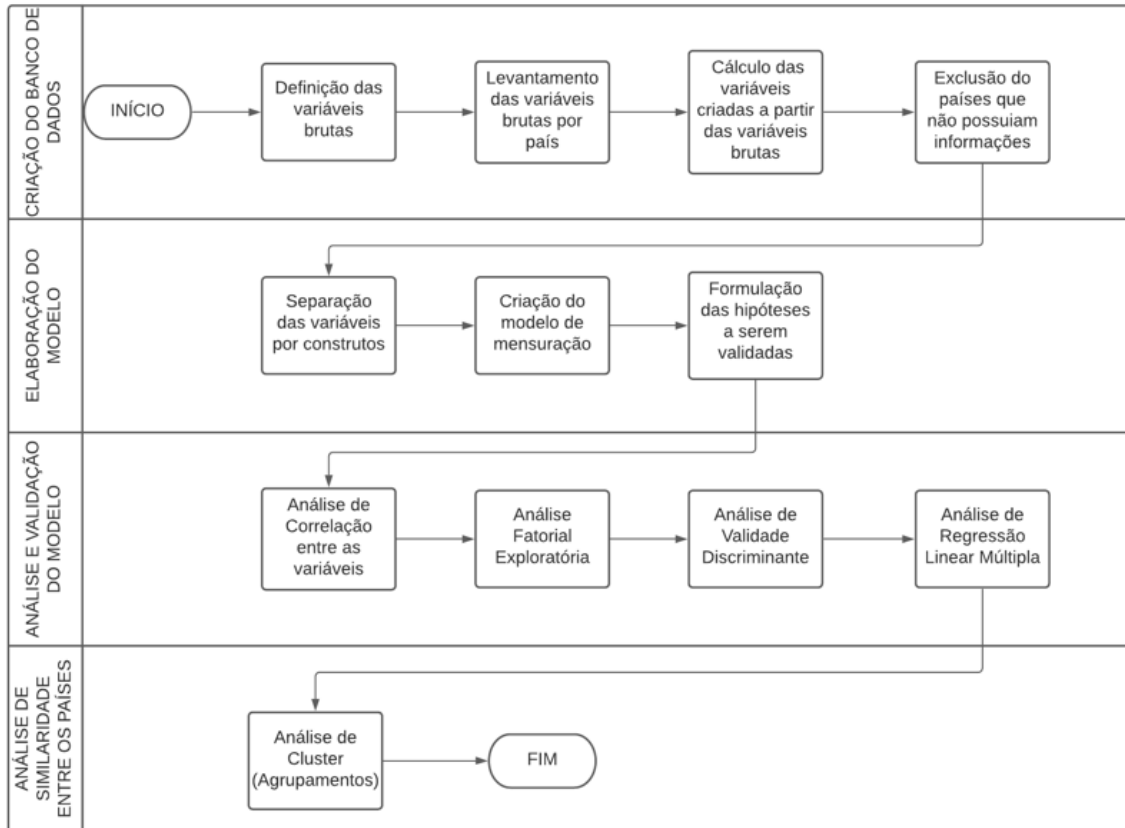 CRIAÇÃO DO BANCO DE
DADOS
INÍCIO
Definição das
variáveis
brutas
Levantamento
das variáveis
brutas por
país
Cálculo das
variáveis
criadas a partir
das variáveis
brutas
Exclusão do
países que
não possuiam
informações
ELABORAÇÃO DO
MODELO
Separação
das variáveis
por construtos
Criação do
modelo de
mensuração
Formulação
das hipóteses
a serem
validadas
ANÁLISE E VALIDAÇÃO
DO MODELO
Análise de
Correlação
entre as
variáveis
Análise
Fatorial
Exploratória
Análise de
Validade
Discriminante
Análise de
Regressão
Linear Múltipla
ANÁLISE DE
SIMILARIDADE
ENTRE OS PAÍSES
Análise de
Cluster
(Agrupamentos)
FIM